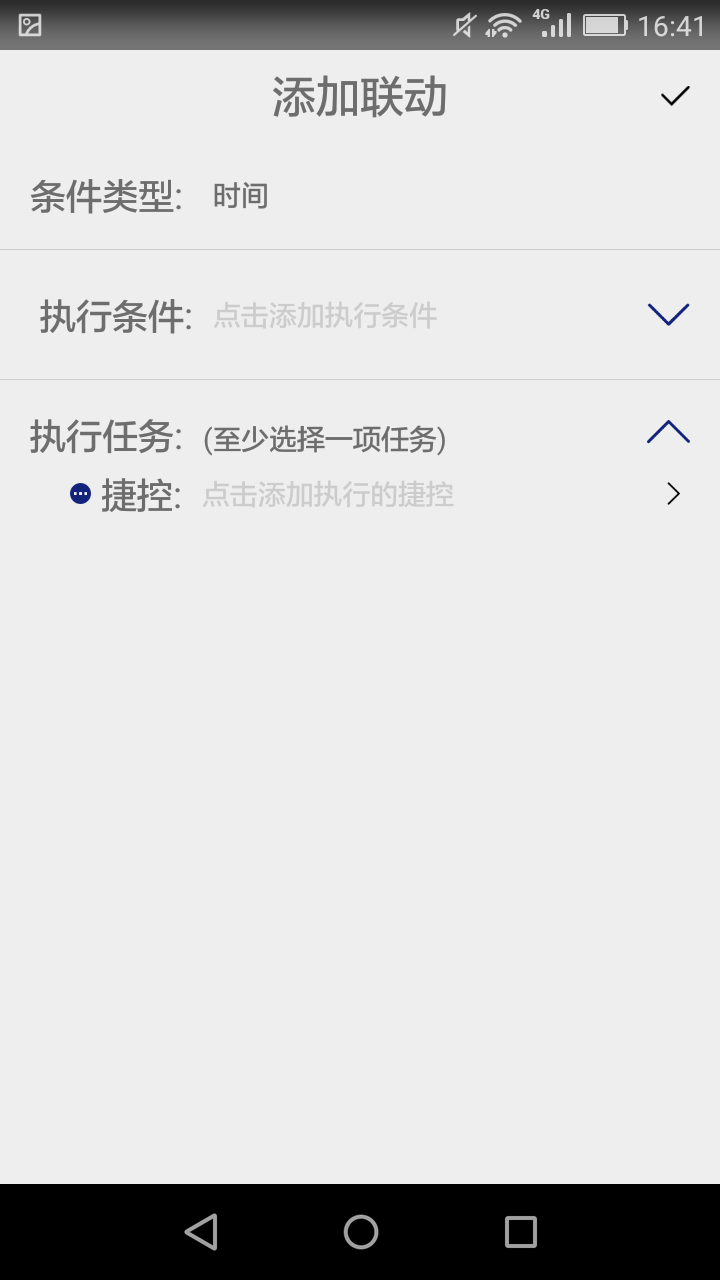 4G 16:41
添加联动
条件类型: 时间
执行条件: 点击添加执行条件
执行任务: (至少选择一项任务)
捷控: 点击添加执行的捷控